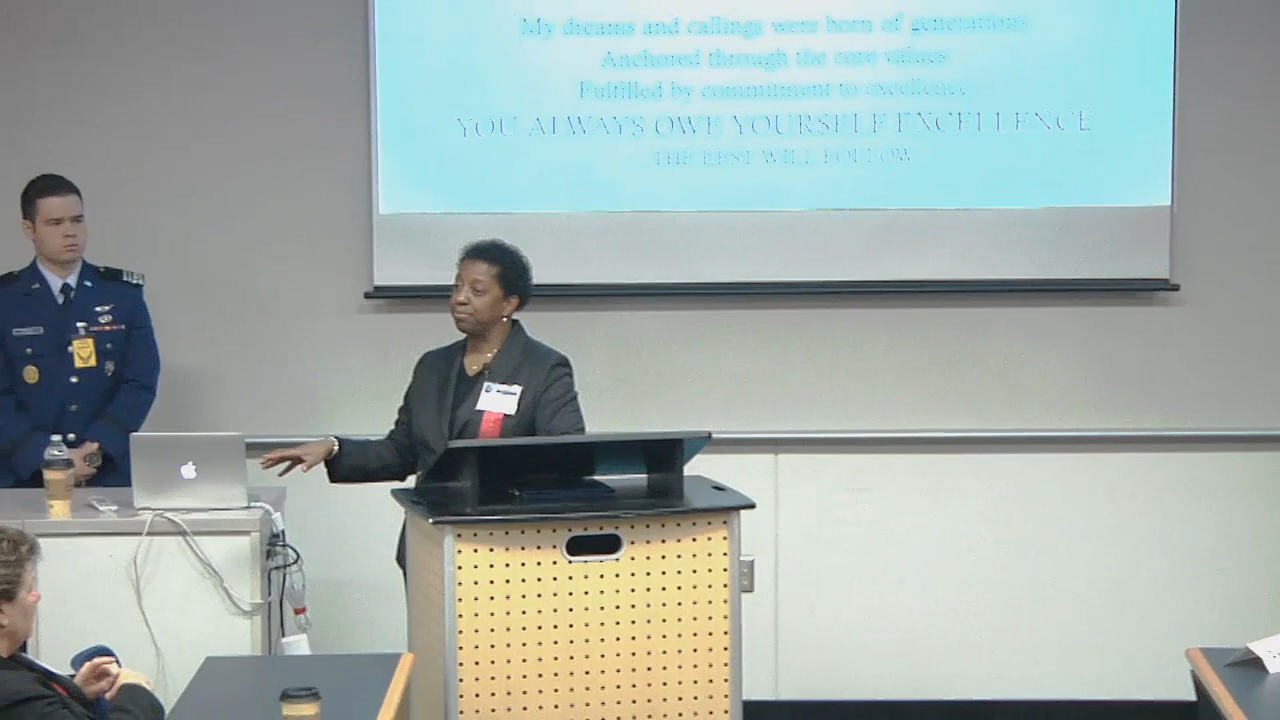 My dreams and callings were born of generations
Anchored through the core values
Fulfilled by commitment to excellence
YOU ALWAYS OWE YOURSELF EXCELLENCE
THE REST WILL FOLLOW